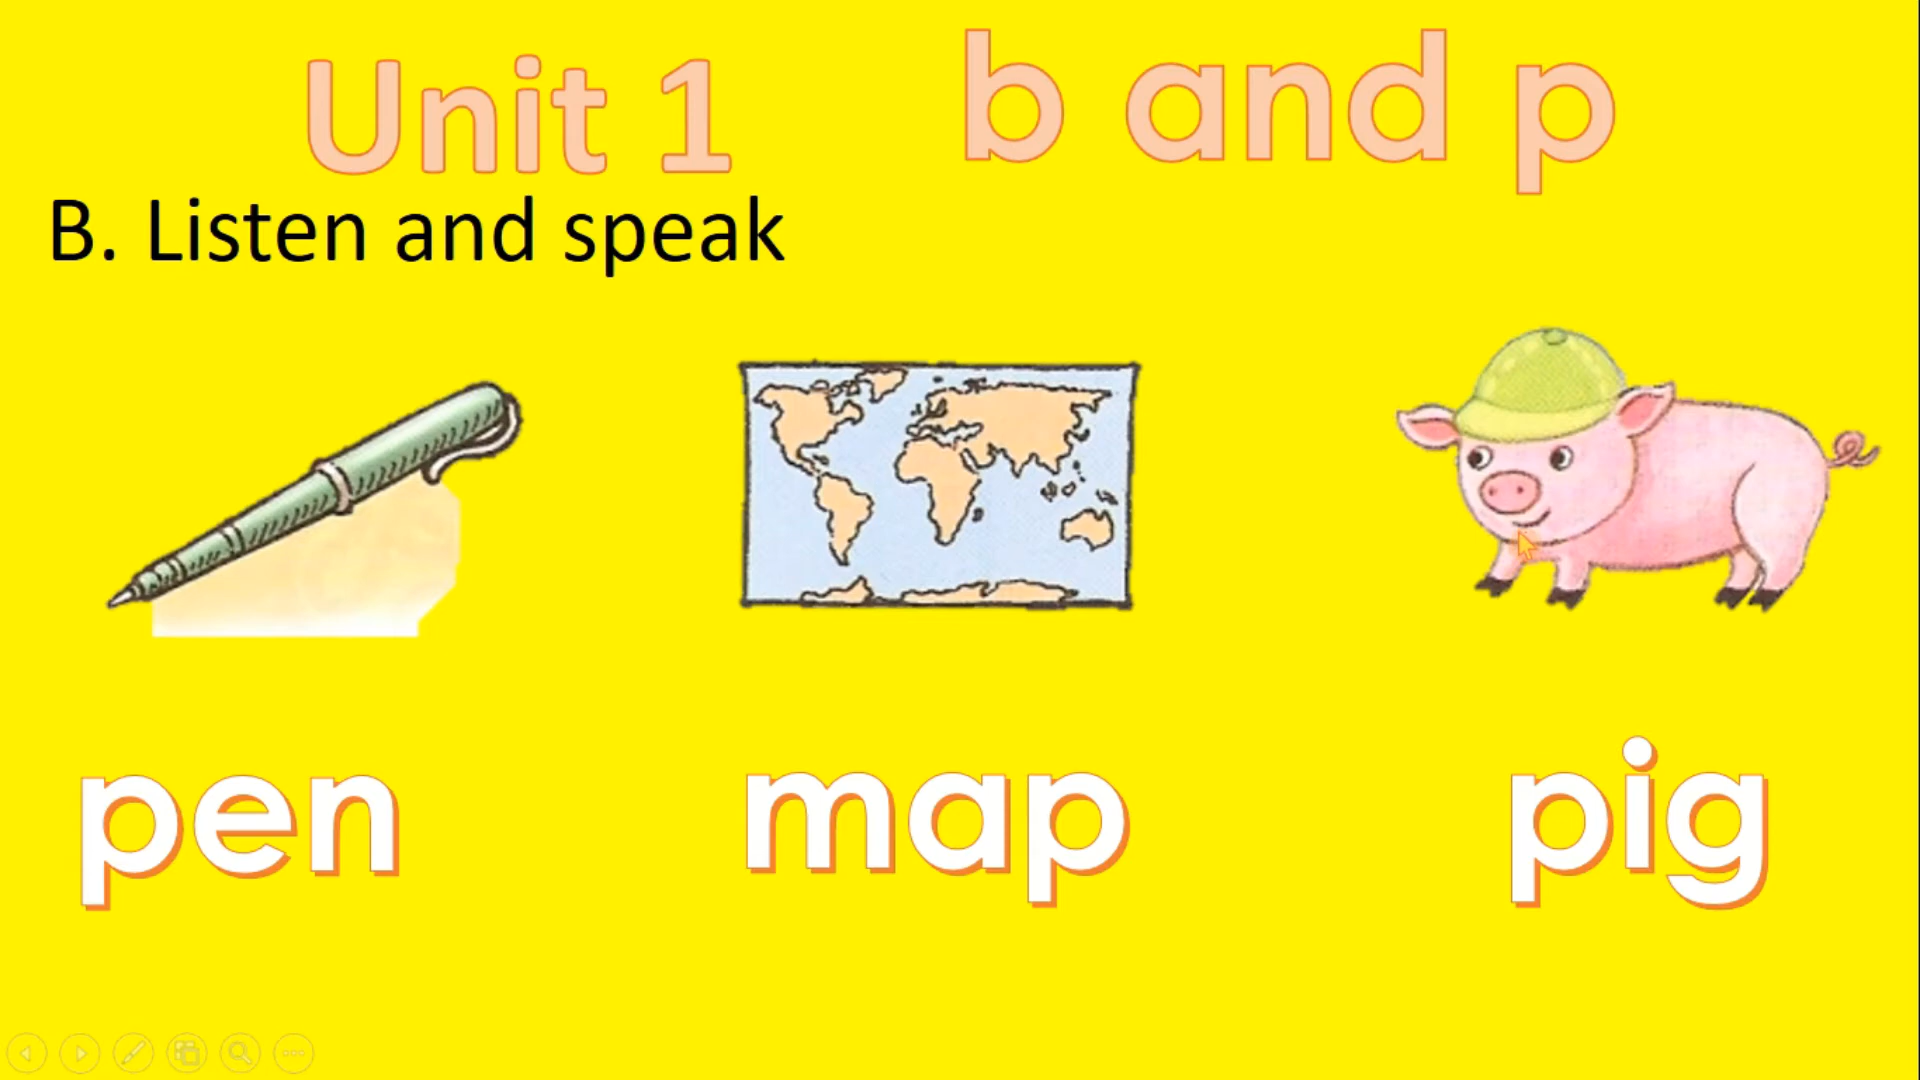 Unit 1 b and p
B. Listen and speak
pen map pig